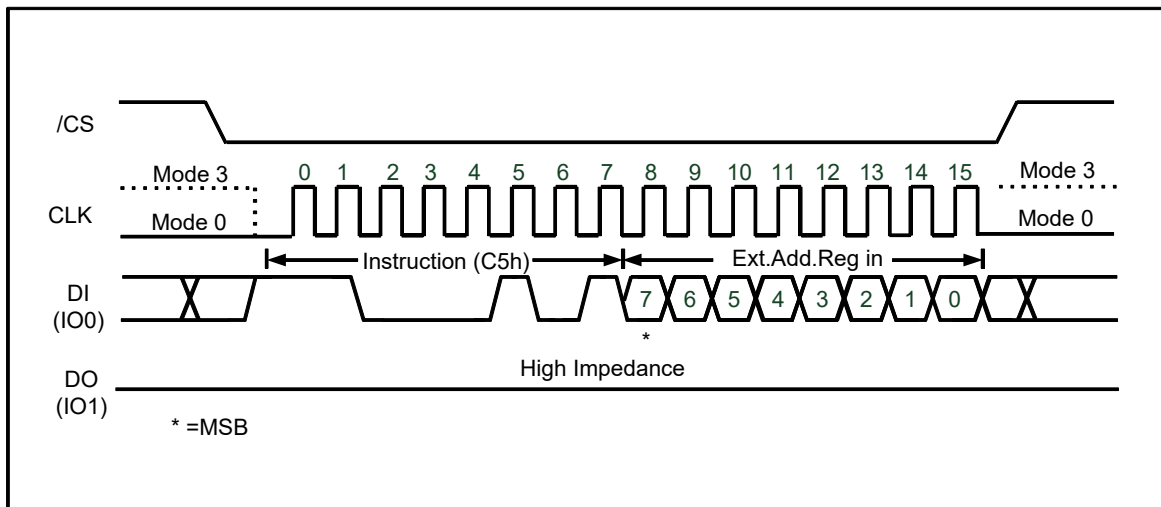 /CS
Mode 3
0 1 2 3 4 5 6 7 8 9 10 11 12 13 14 15
Mode 3
CLK
Mode 0
Mode 0
Instruction (C5h)
Ext.Add.Reg in
DI
(IO0)
7 6 5 4 3 2 1 0
*
High Impedance
DO
(IO1)
* =MSB